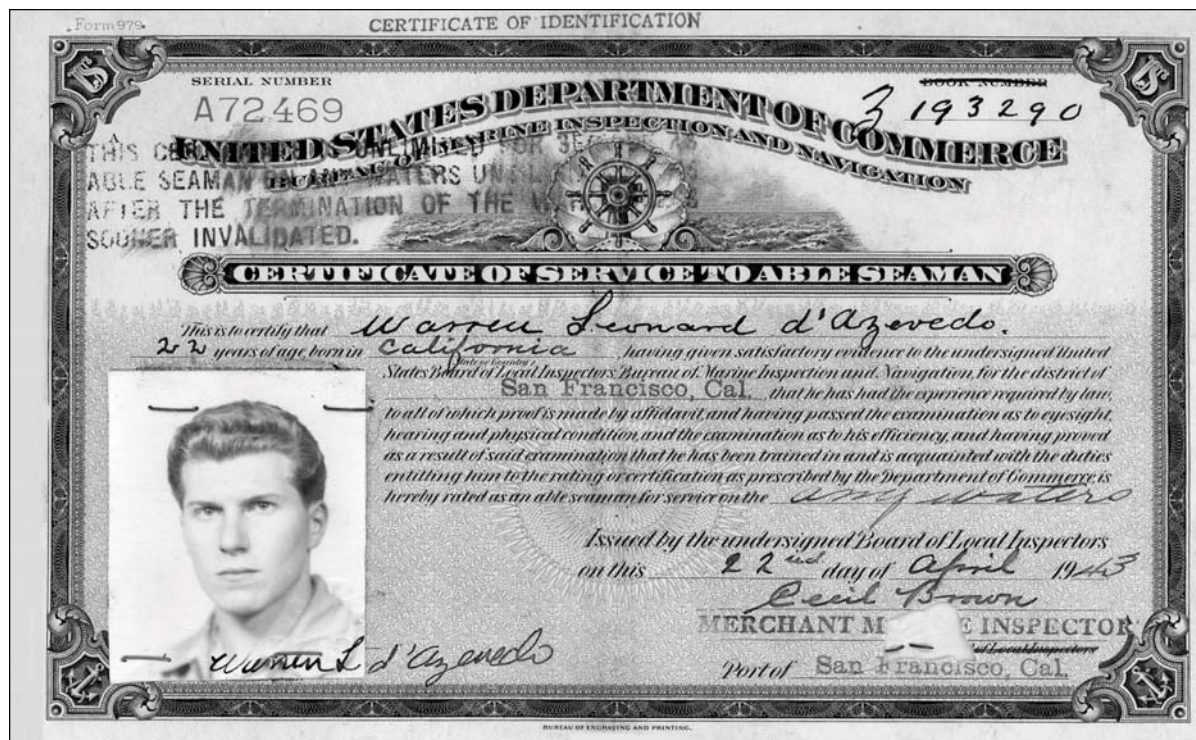 Form 979
CERTIFICATE OF IDENTIFICATION
SERIAL NUMBER
A72469
BOOK NUMBER
Z 193290
UNITED STATES DEPARTMENT OF COMMERCE
BUREAU OF MARINE INSPECTION AND NAVIGATION
THIS UNLIMITED FOR
ABLE SEAMAN WATERS
AFTER THE TERMINATION OF THE
SOONER INVALIDATED.
CERTIFICATE OF SERVICE TO ABLE SEAMAN
This is to certify that Warren Leonard d'Azevedo.
22 years of age, born in California, having given satisfactory evidence to the undersigned United
State or Country
States Board of Local Inspectors Bureau of Marine Inspection and Navigation, for the district of
San Francisco, Cal. that he has had the experience required by law,
to all of which proof is made by affidavit, and having passed the examination as to eyesight,
hearing and physical condition, and the examination as to his efficiency, and having proved
as a result of said examination that he has been trained in and is acquainted with the duties
entitling him to the rating or certification as prescribed by the Department of Commerce, is
hereby rated as an able seaman for service on the any waters
Issued by the undersigned Board of Local Inspectors
on this 22nd day of April 1943
Cecil Brown
MERCHANT INSPECTOR
of Local Inspectors
Port of San Francisco, Cal.
Warren L d'Azevedo
BUREAU OF ENGRAVING AND PRINTING.